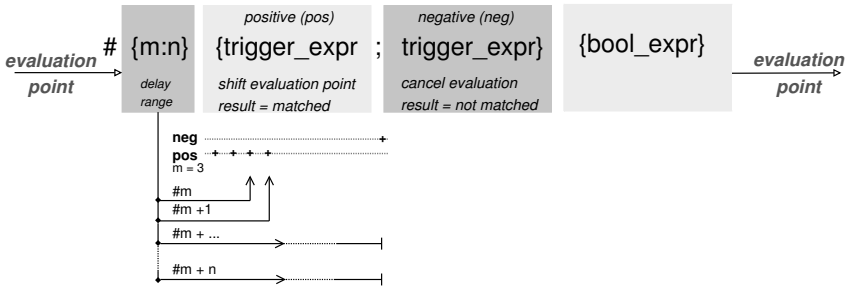 positive (pos) negative (neg)
evaluation point # {m:n} {trigger_expr ; trigger_expr} {bool_expr} evaluation point
delay range shift evaluation point cancel evaluation
result = matched result = not matched
neg +
pos + + + +
m = 3
#m
#m +1
#m + ...
#m + n